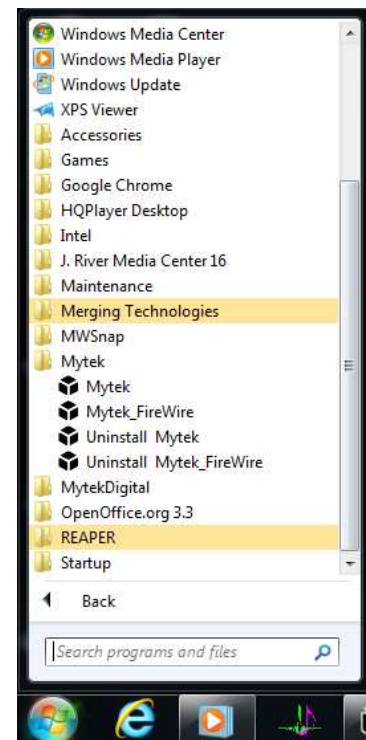 Windows Media Center
Windows Media Player
Windows Update
XPS Viewer
Accessories
Games
Google Chrome
HQPlayer Desktop
Intel
J. River Media Center 16
Maintenance
Merging Technologies
MWSnap
Mytek
Mytek
Mytek_FireWire
Uninstall Mytek
Uninstall Mytek_FireWire
MytekDigital
OpenOffice.org 3.3
REAPER
Startup
Back
Search programs and files